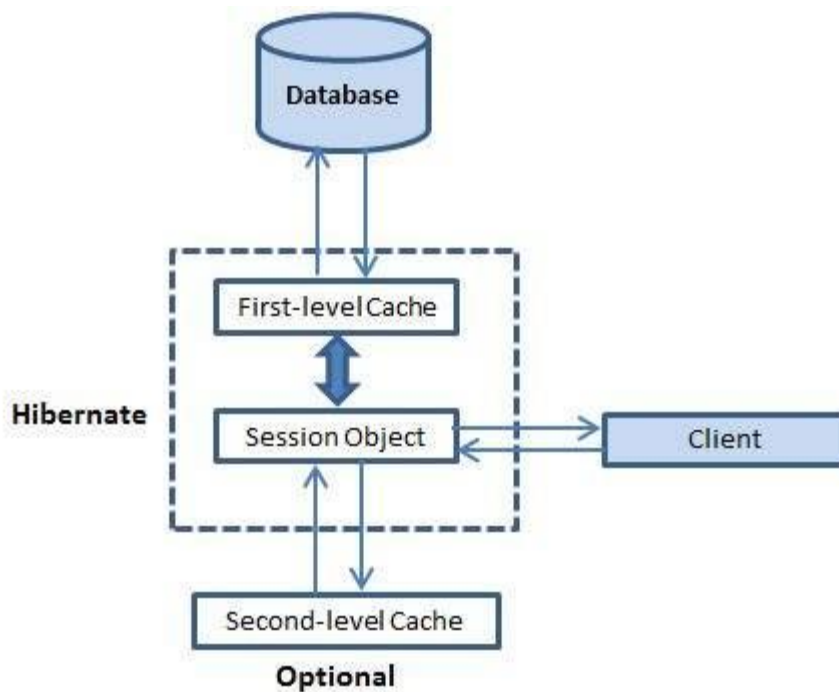 Database
First-level Cache
Hibernate
Session Object
Client
Second-level Cache
Optional